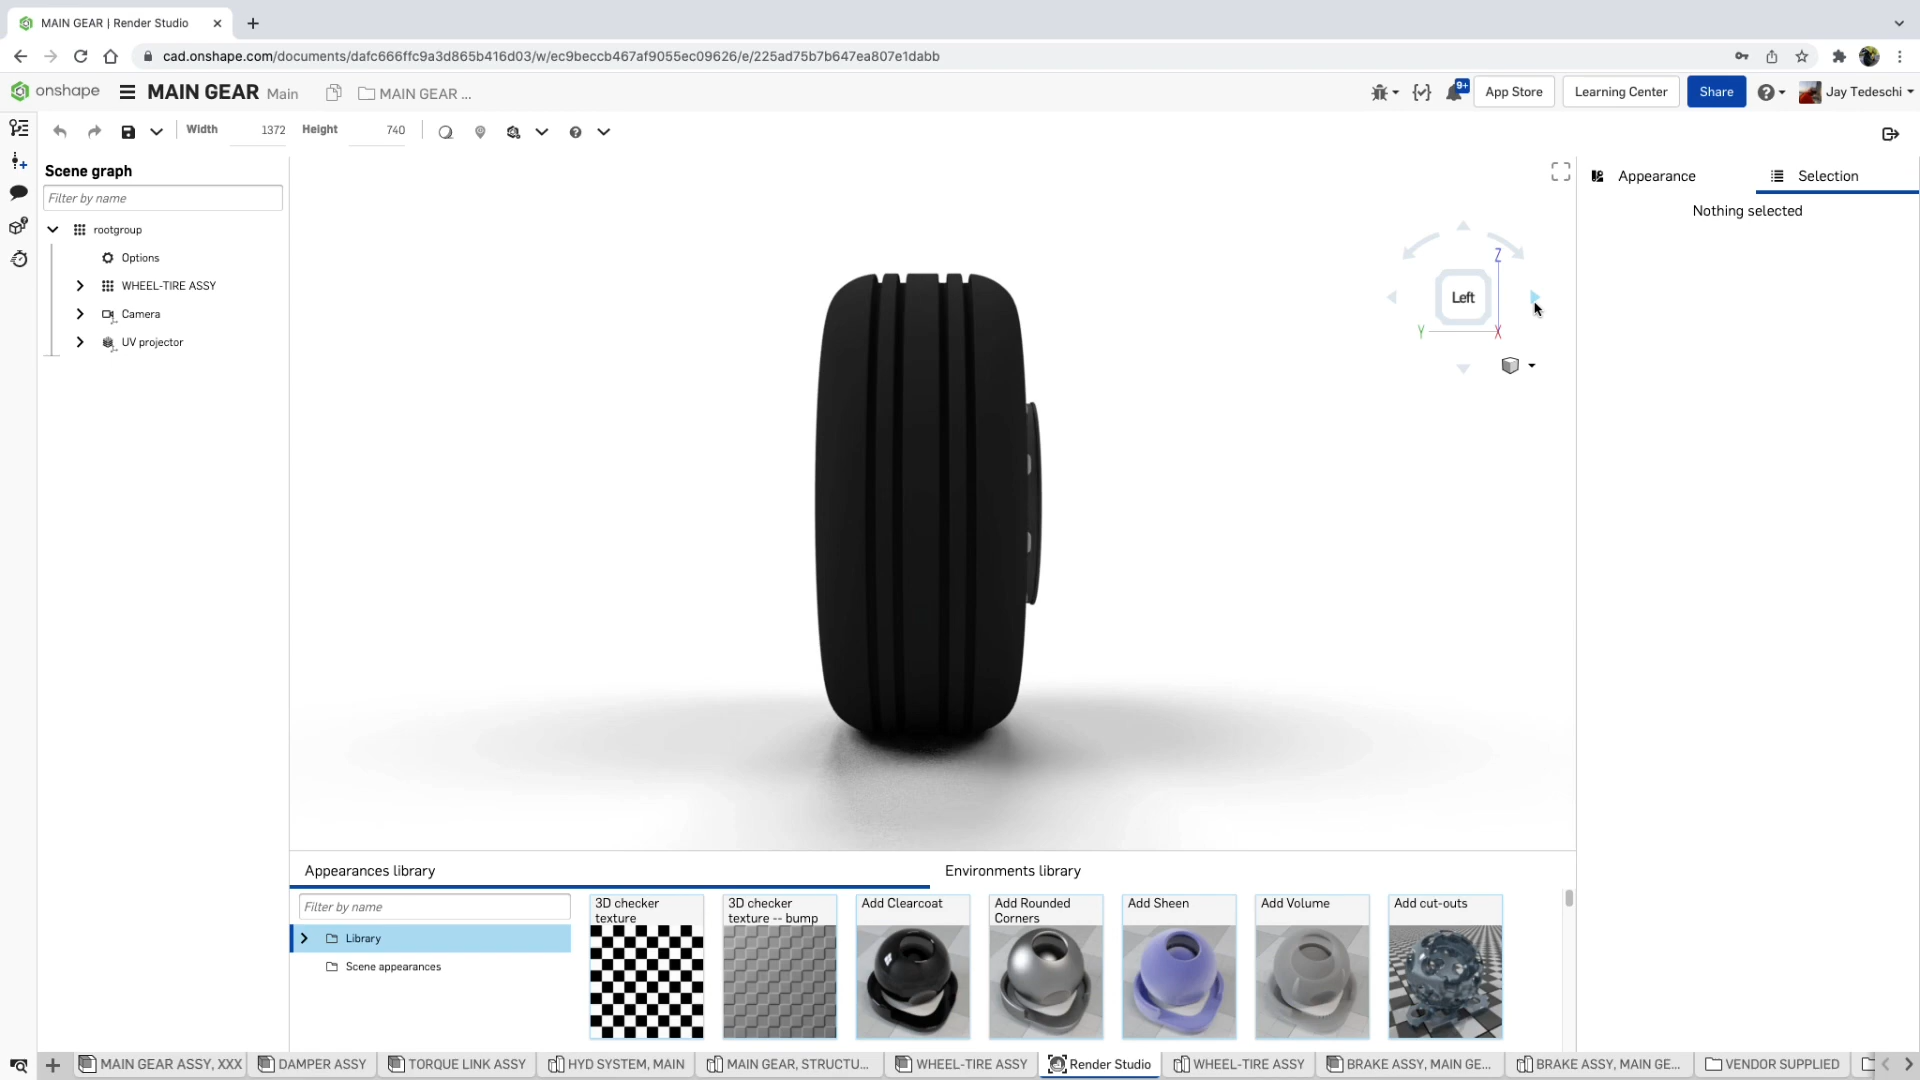 MAIN GEAR | Render Studio
cad.onshape.com/documents/dafc666ffc9a3d865b416d03/w/ec9beccb467af9055ec09626/e/225ad75b7b647ea807e1dabb
onshape
MAIN GEAR Main
MAIN GEAR ...
9+
App Store
Learning Center
Share
Jay Tedeschi
Width 1372 Height 740
Scene graph
Filter by name
rootgroup
Options
WHEEL-TIRE ASSY
Camera
UV projector
Z
Left
Y
X
Appearance
Selection
Nothing selected
Appearances library
Environments library
Filter by name
Library
Scene appearances
3D checker
texture
3D checker
texture -- bump
Add Clearcoat
Add Rounded
Corners
Add Sheen
Add Volume
Add cut-outs
MAIN GEAR ASSY, XXX
DAMPER ASSY
TORQUE LINK ASSY
HYD SYSTEM, MAIN
MAIN GEAR, STRUCTU...
WHEEL-TIRE ASSY
Render Studio
WHEEL-TIRE ASSY
BRAKE ASSY, MAIN GE...
BRAKE ASSY, MAIN GE...
VENDOR SUPPLIED